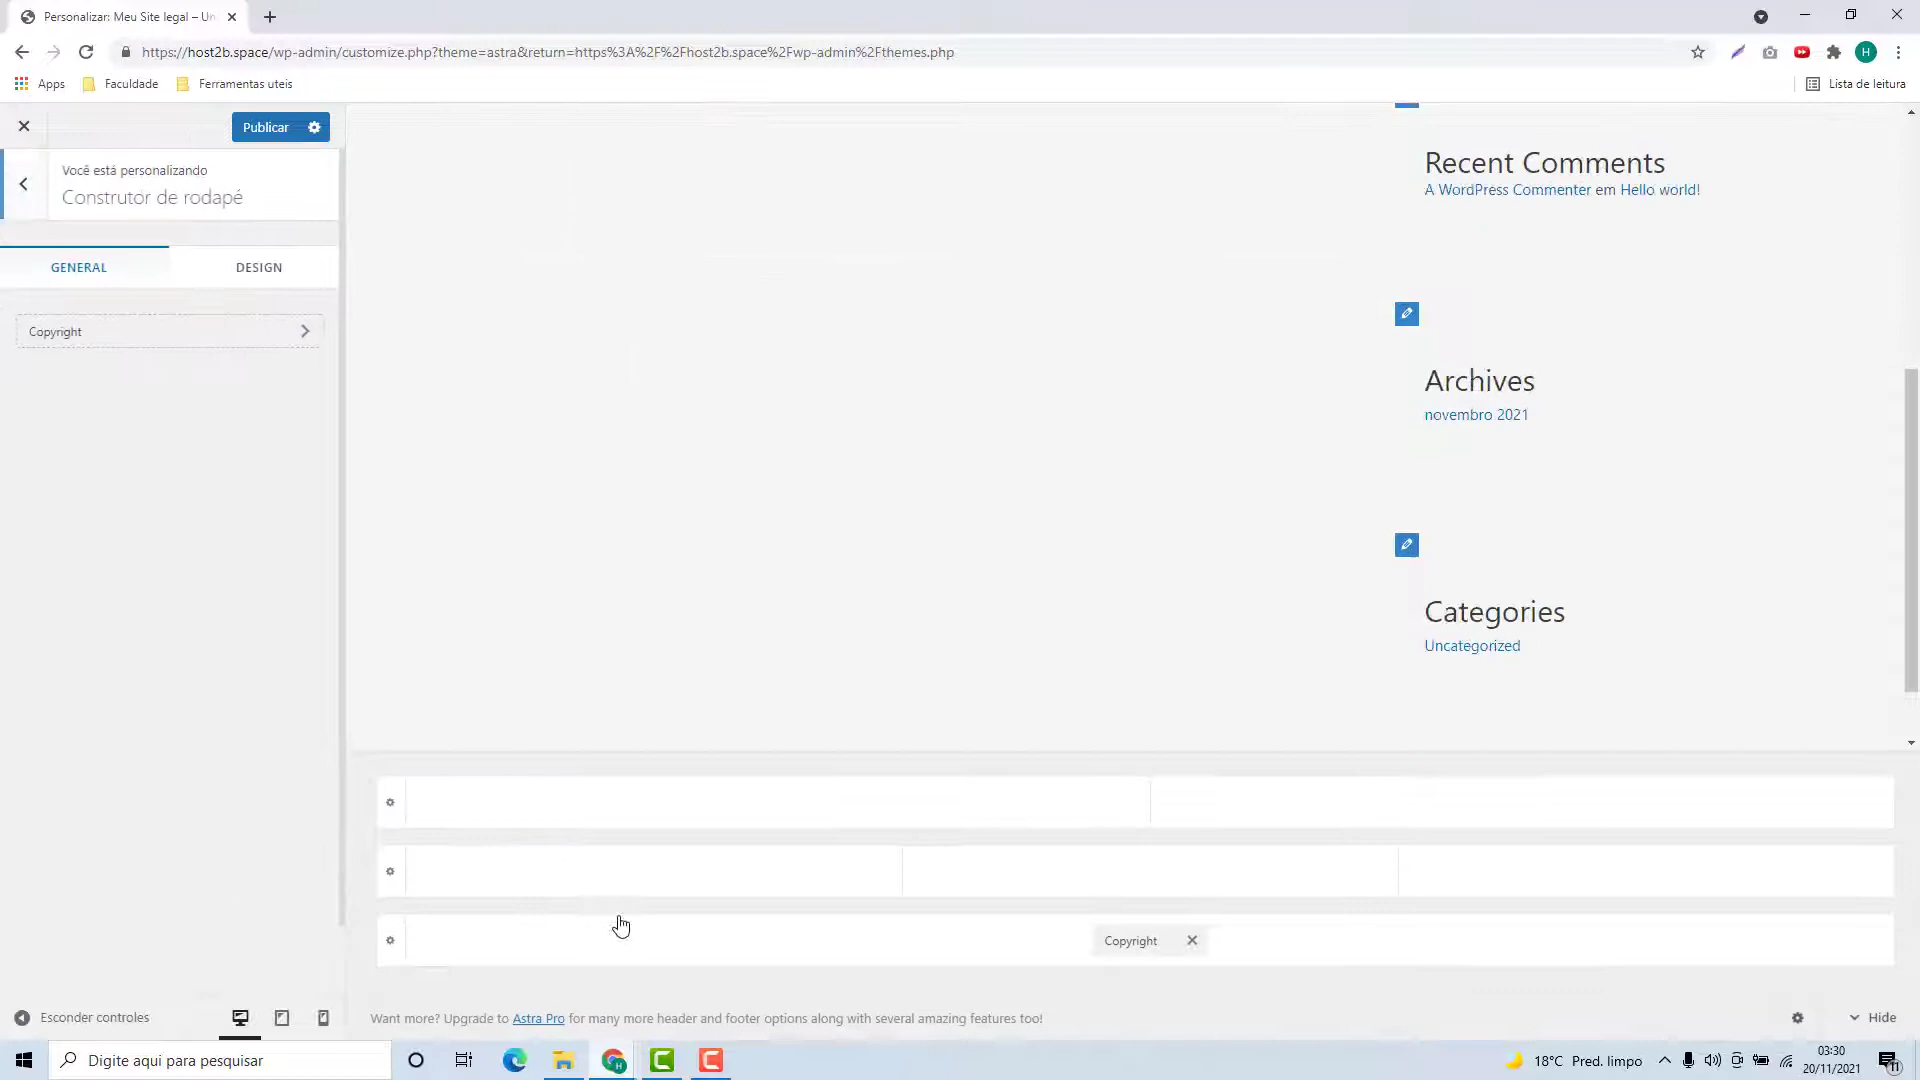 Personalizar: Meu Site legal – Un
https://host2b.space/wp-admin/customize.php?theme=astra&return=https%3A%2F%2Fhost2b.space%2Fwp-admin%2Fthemes.php
H
Apps
Faculdade
Ferramentas uteis
Lista de leitura
Publicar
Você está personalizando
Construtor de rodapé
GENERAL
DESIGN
Copyright
Recent Comments
A WordPress Commenter em Hello world!
Archives
novembro 2021
Categories
Uncategorized
Copyright
Esconder controles
Want more? Upgrade to Astra Pro for many more header and footer options along with several amazing features too!
Hide
Digite aqui para pesquisar
18°C Pred. limpo
03:30
20/11/2021
11